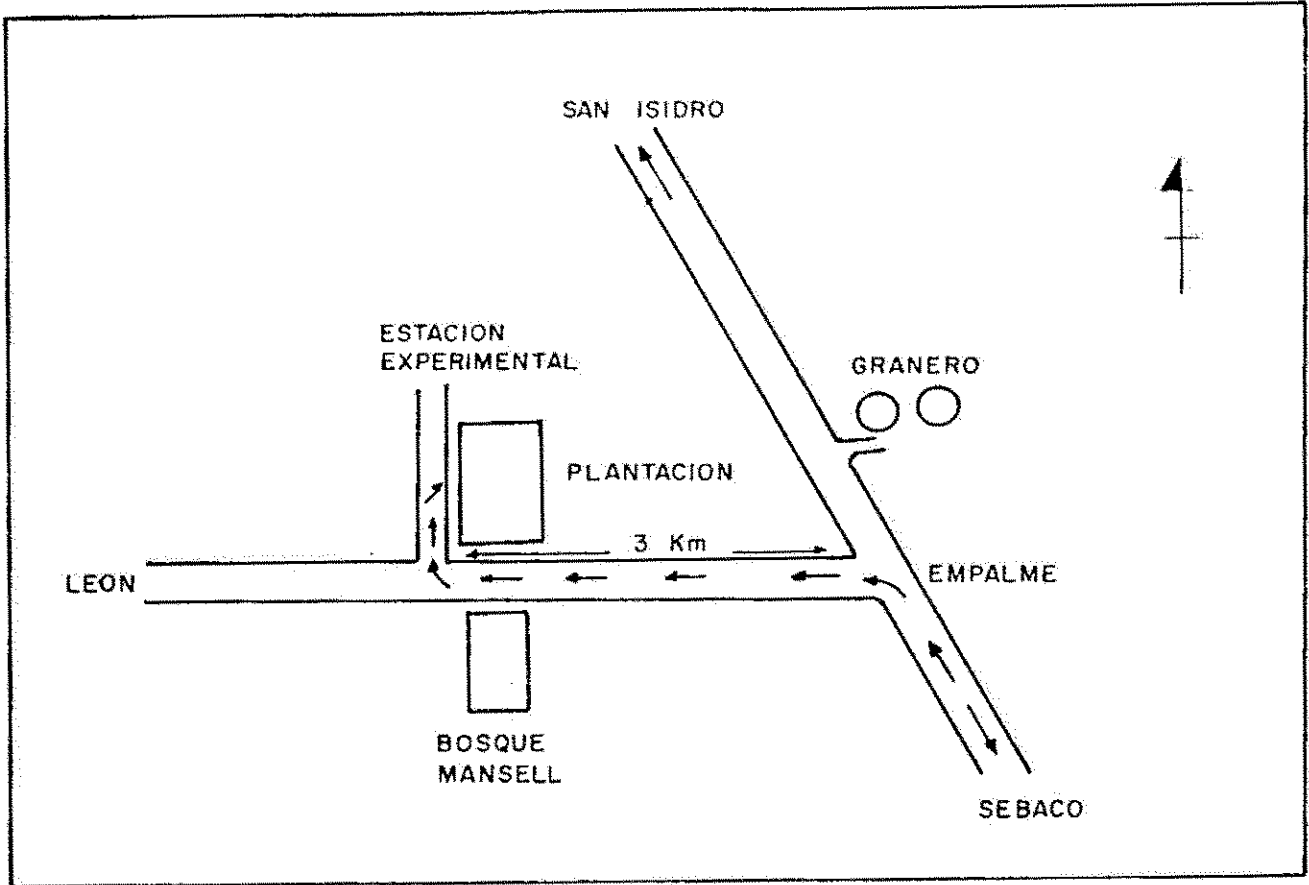 SAN ISIDRO
ESTACION
EXPERIMENTAL
GRANERO
PLANTACION
3 Km
LEON
EMPALME
BOSQUE
MANSELL
SEBACO